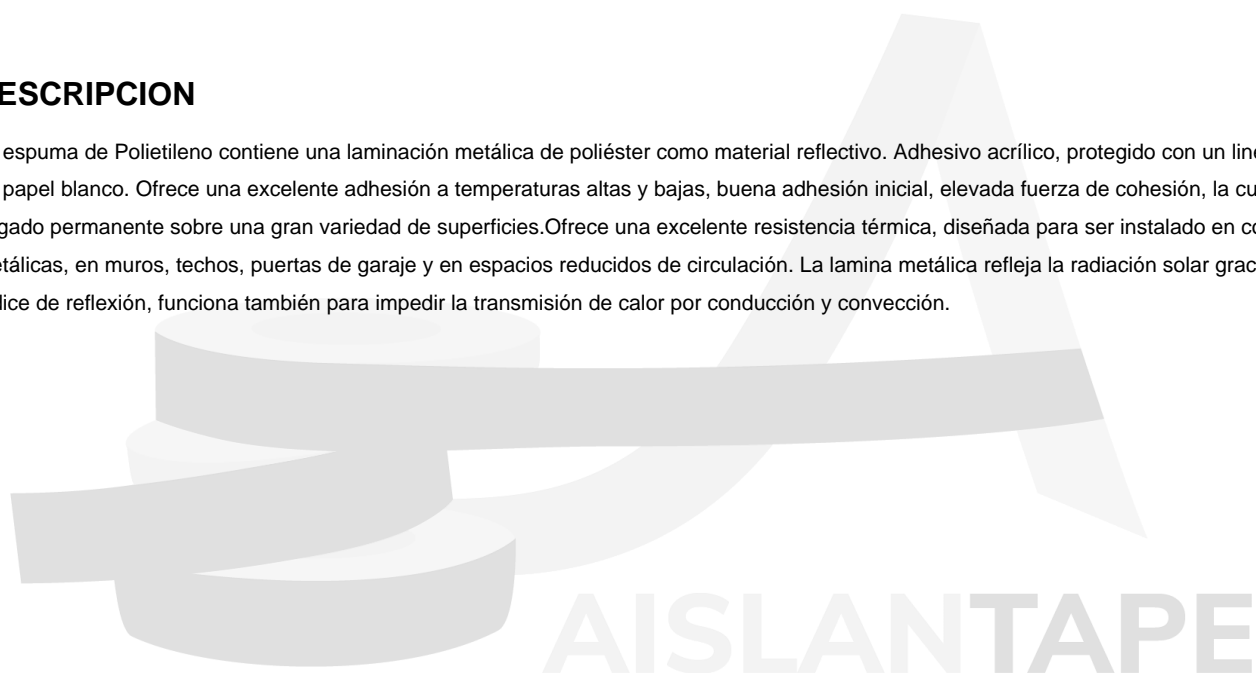 ESCRIPCION
espuma de Polietileno contiene una laminación metálica de poliéster como material reflectivo. Adhesivo acrílico, protegido con un line
papel blanco. Ofrece una excelente adhesión a temperaturas altas y bajas, buena adhesión inicial, elevada fuerza de cohesión, la cu
gado permanente sobre una gran variedad de superficies.Ofrece una excelente resistencia térmica, diseñada para ser instalado en co
etálicas, en muros, techos, puertas de garaje y en espacios reducidos de circulación. La lamina metálica refleja la radiación solar grac
dice de reflexión, funciona también para impedir la transmisión de calor por conducción y convección.
AISLANTAPE